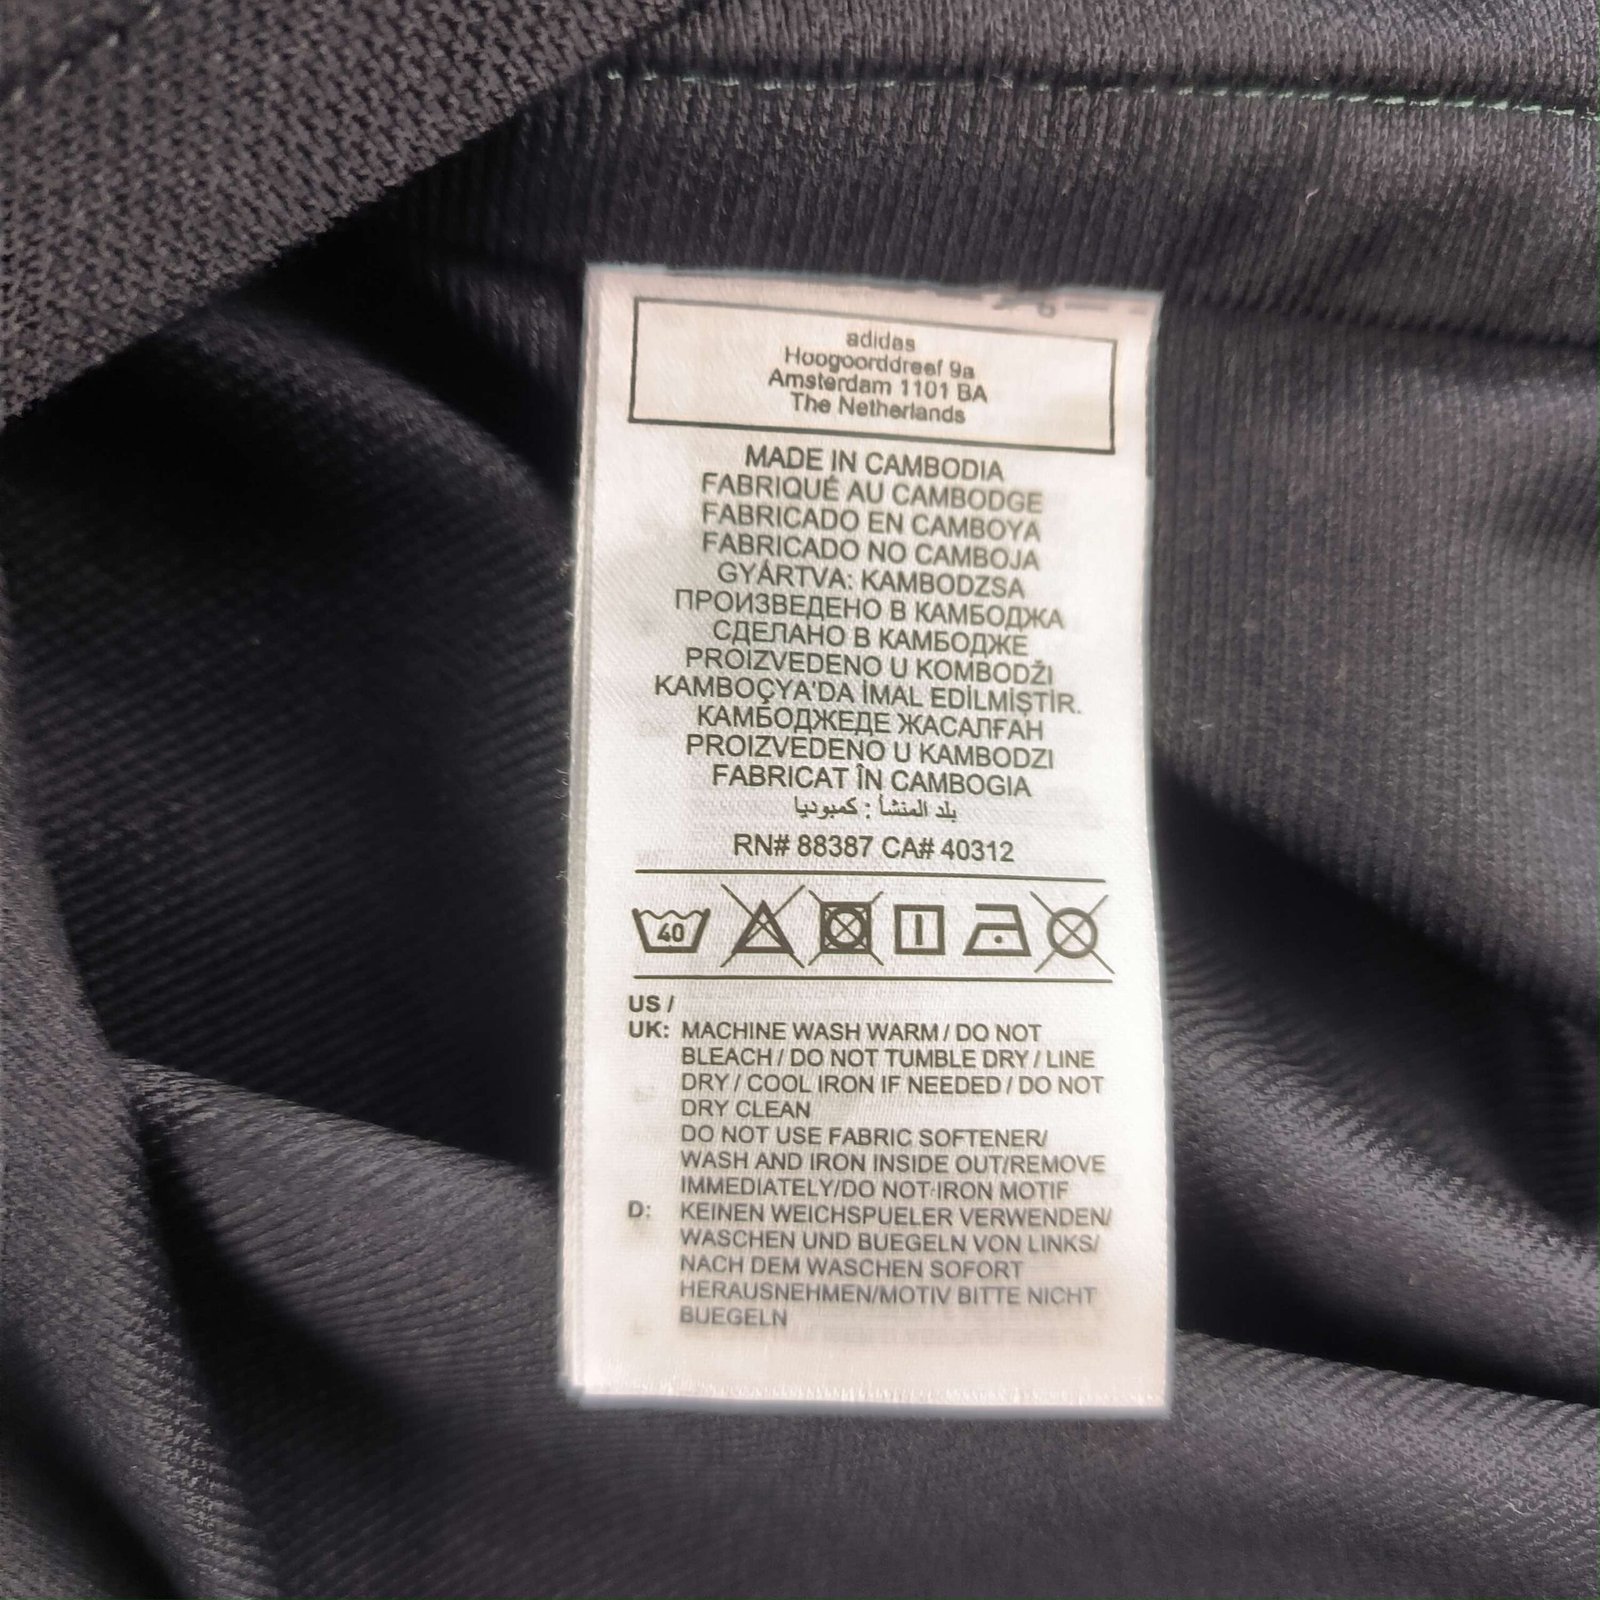 adidas
Hoogoorddreef 9a
Amsterdam 1101 BA
The Netherlands
MADE IN CAMBODIA
FABRIQUÉ AU CAMBODGE
FABRICADO EN CAMBOYA
FABRICADO NO CAMBOJA
GYÁRTVA: KAMBODZSA
ПРОИЗВЕДЕНО В КАМБОДЖА
СДЕЛАНО В КАМБОДЖЕ
PROIZVEDENO U KOMBODŽI
KAMBOÇYA'DA İMAL EDİLMİŞTİR.
КАМБОДЖЕДЕ ЖАСАЛҒАН
PROIZVEDENO U KAMBODZI
FABRICAT ÎN CAMBOGIA
بلد المنشأ : كمبوديا
RN# 88387 CA# 40312
40
US /
UK: MACHINE WASH WARM / DO NOT
BLEACH / DO NOT TUMBLE DRY / LINE
DRY / COOL IRON IF NEEDED / DO NOT
DRY CLEAN
DO NOT USE FABRIC SOFTENER/
WASH AND IRON INSIDE OUT/REMOVE
IMMEDIATELY/DO NOT IRON MOTIF
D: KEINEN WEICHSPUELER VERWENDEN/
WASCHEN UND BUEGELN VON LINKS/
NACH DEM WASCHEN SOFORT
HERAUSNEHMEN/MOTIV BITTE NICHT
BUEGELN